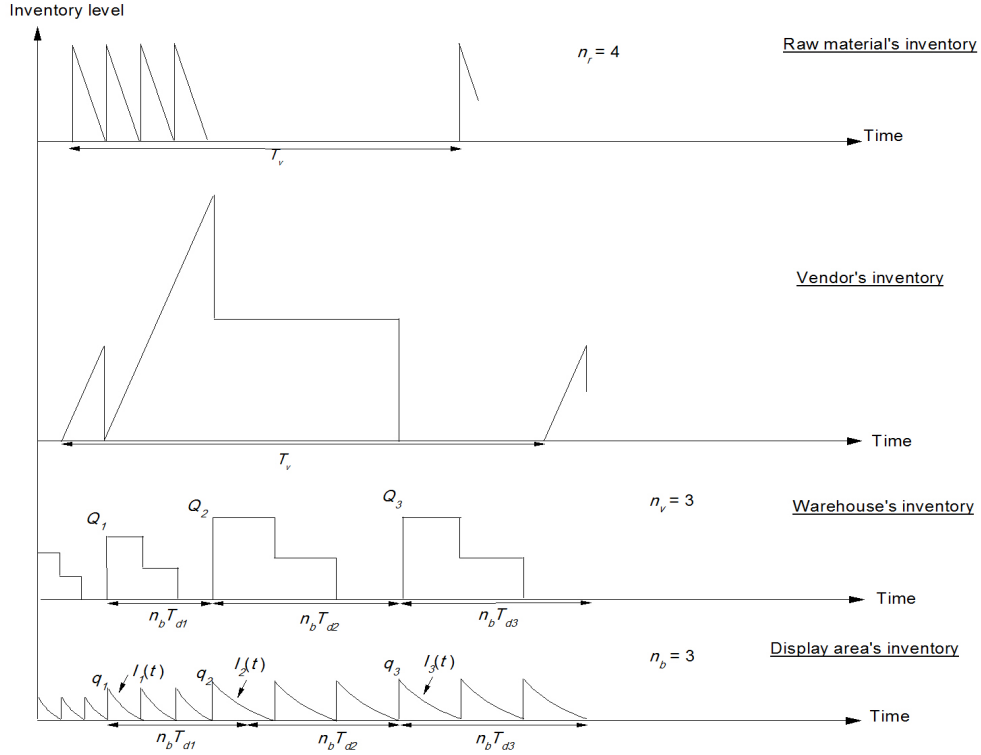 Inventory level
Raw material's inventory
n_r = 4
Time
T_v
Vendor's inventory
Time
T_v
Q_1
Q_2
Q_3
n_v = 3
Warehouse's inventory
Time
n_b T_d1
n_b T_d2
n_b T_d3
Display area's inventory
n_b = 3
q_1
I_1(t)
q_2
I_2(t)
q_3
I_3(t)
Time
n_b T_d1
n_b T_d2
n_b T_d3